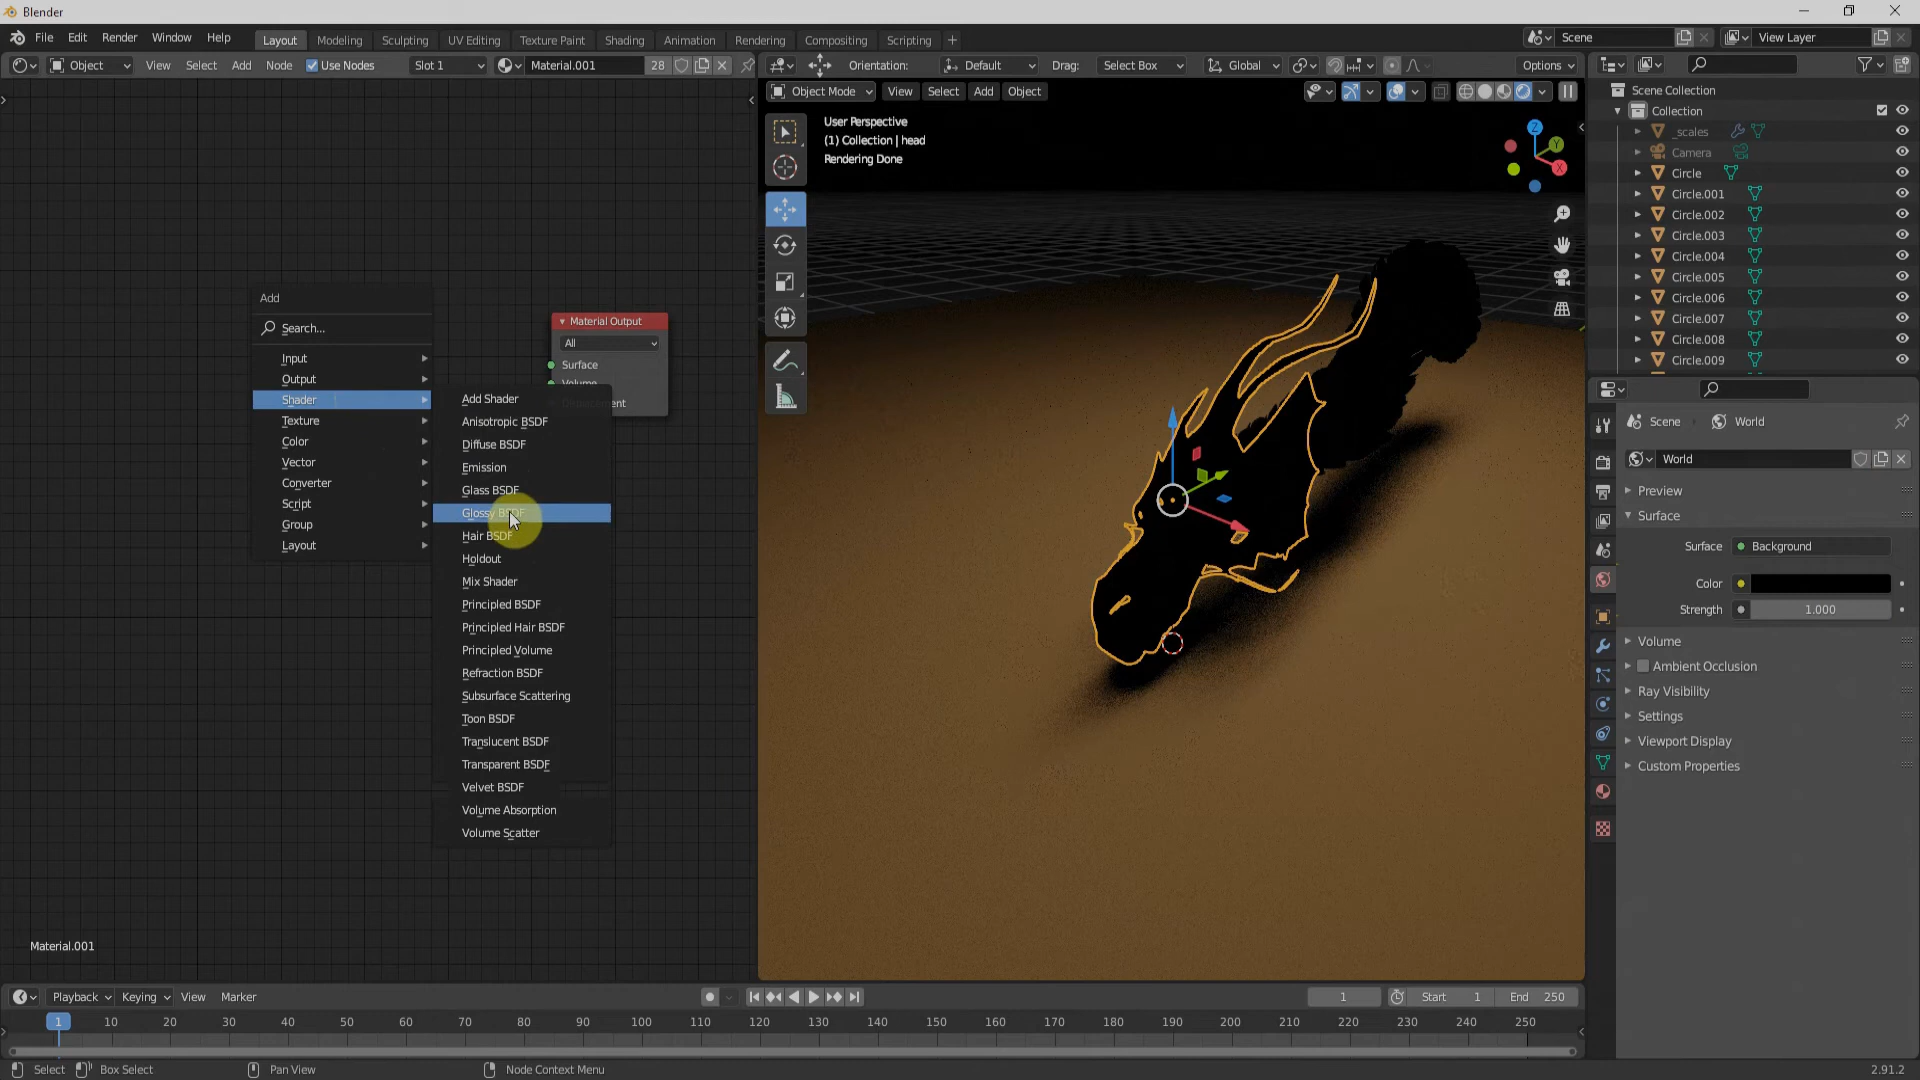 Blender
File Edit Render Window Help
Layout Modeling Sculpting UV Editing Texture Paint Shading Animation Rendering Compositing Scripting +
Scene
View Layer
Object View Select Add Node Use Nodes Slot 1 Material.001 28
Orientation: Default Drag: Select Box Global Options
Object Mode View Select Add Object
User Perspective
(1) Collection | head
Rendering Done
Z
Y
X
Scene Collection
Collection
_scales
Camera
Circle
Circle.001
Circle.002
Circle.003
Circle.004
Circle.005
Circle.006
Circle.007
Circle.008
Circle.009
Add
Search...
Input
Output
Shader
Texture
Color
Vector
Converter
Script
Group
Layout
Add Shader
Anisotropic BSDF
Diffuse BSDF
Emission
Glass BSDF
Glossy BSDF
Hair BSDF
Holdout
Mix Shader
Principled BSDF
Principled Hair BSDF
Principled Volume
Refraction BSDF
Subsurface Scattering
Toon BSDF
Translucent BSDF
Transparent BSDF
Velvet BSDF
Volume Absorption
Volume Scatter
Material Output
All
Surface
Volume
Scene World
World
Preview
Surface
Surface Background
Color
Strength 1.000
Volume
Ambient Occlusion
Ray Visibility
Settings
Viewport Display
Custom Properties
Material.001
Playback Keying View Marker
1 Start 1 End 250
1 10 20 30 40 50 60 70 80 90 100 110 120 130 140 150 160 170 180 190 200 210 220 230 240 250
Select Box Select Pan View Node Context Menu 2.91.2